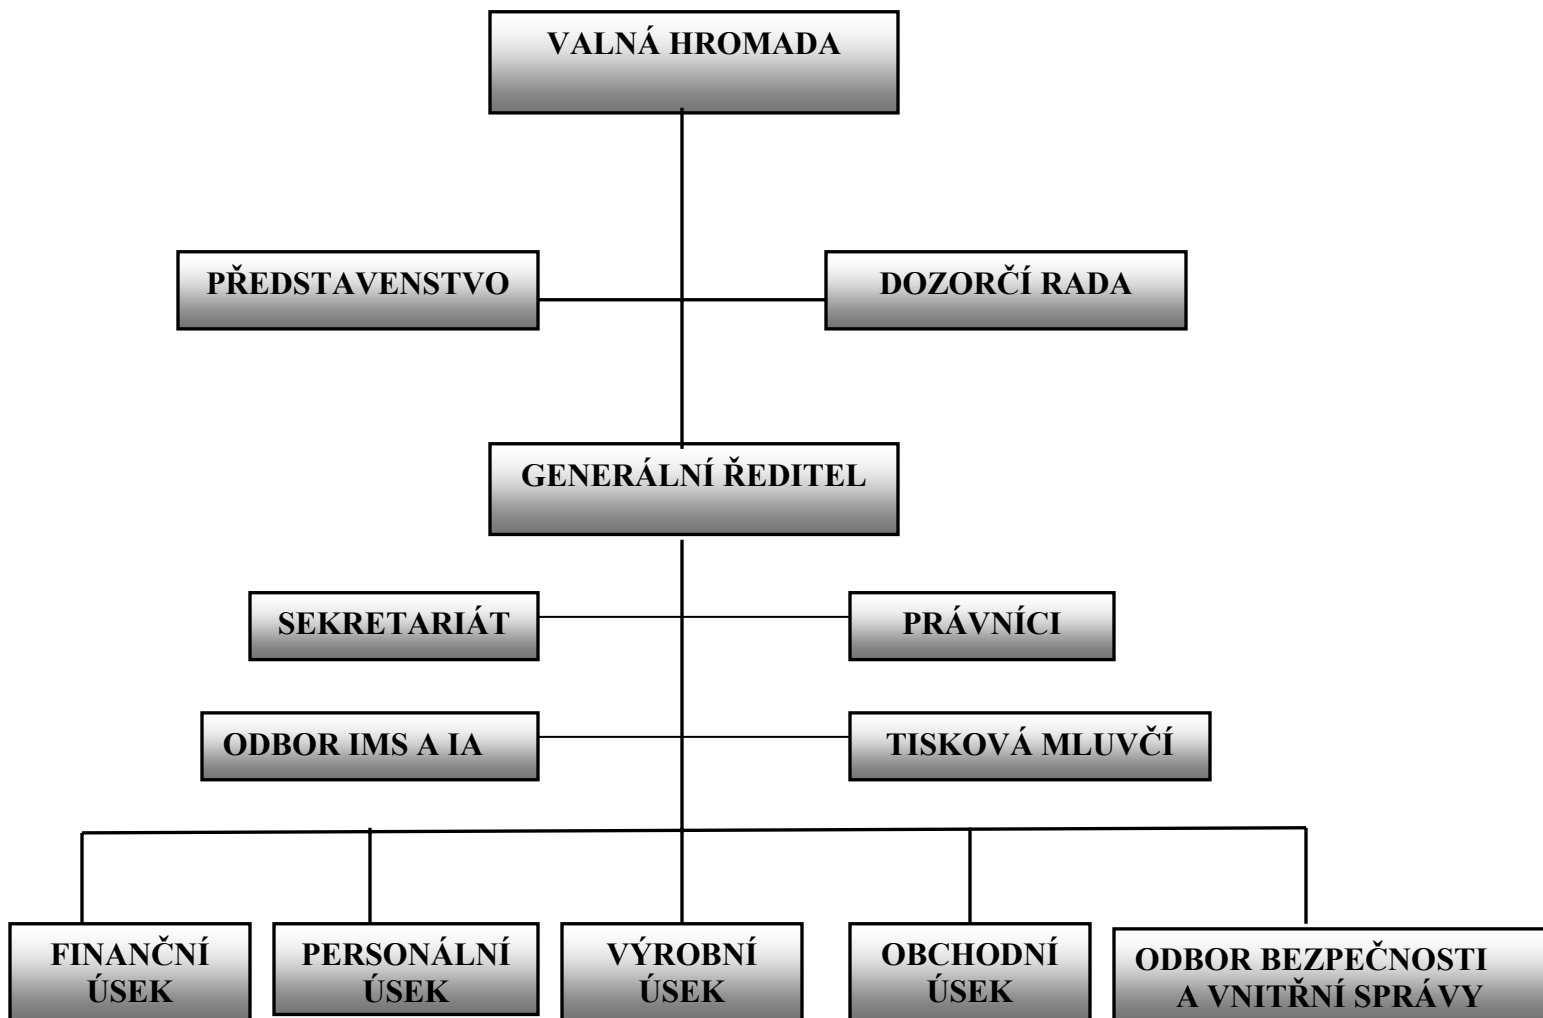 VALNÁ HROMADA
PŘEDSTAVENSTVO
DOZORČÍ RADA
GENERÁLNÍ ŘEDITEL
SEKRETARIÁT
PRÁVNÍCI
ODBOR IMS A IA
TISKOVÁ MLUVČÍ
FINANČNÍ
ÚSEK
PERSONÁLNÍ
ÚSEK
VÝROBNÍ
ÚSEK
OBCHODNÍ
ÚSEK
ODBOR BEZPEČNOSTI
A VNITŘNÍ SPRÁVY